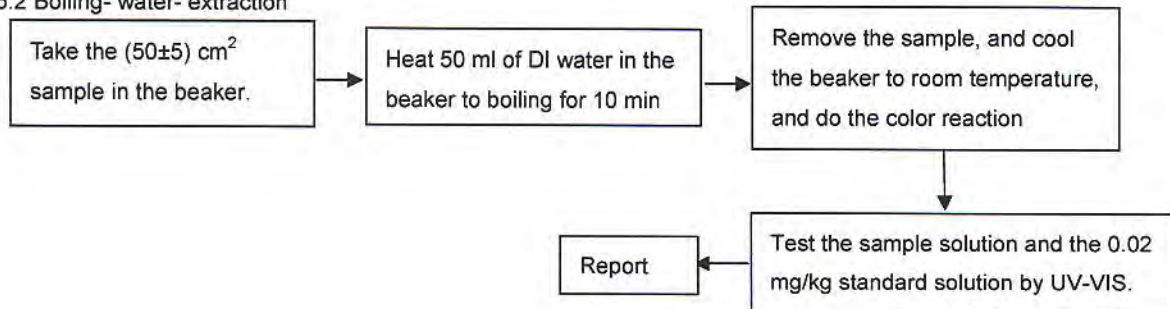 5.2 Boiling- water- extraction
Take the (50±5) cm²
sample in the beaker.
Heat 50 ml of DI water in the
beaker to boiling for 10 min
Remove the sample, and cool
the beaker to room temperature,
and do the color reaction
Test the sample solution and the 0.02
mg/kg standard solution by UV-VIS.
Report